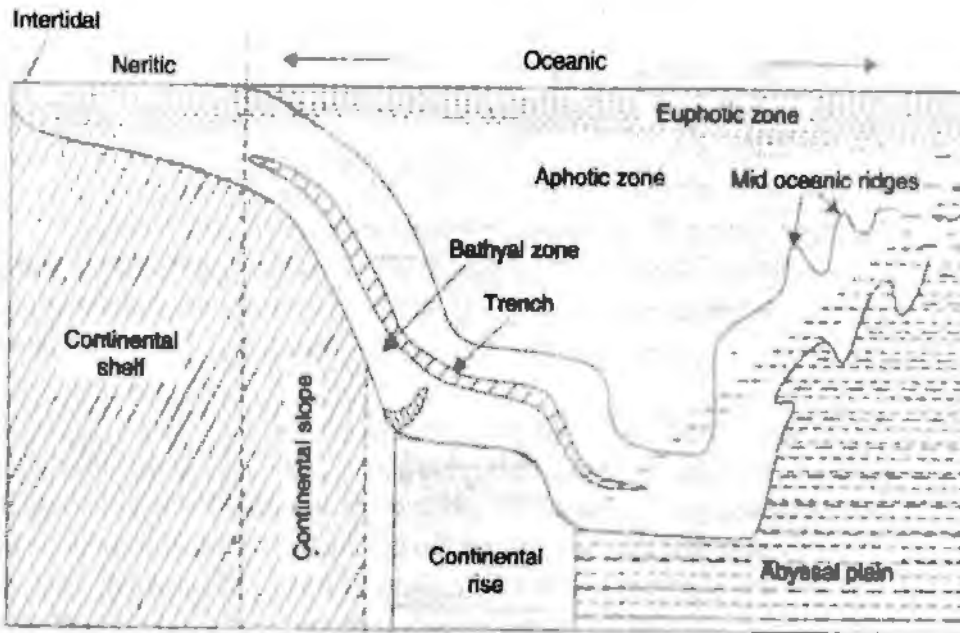 Intertidal
Neritic
Oceanic
Euphotic zone
Aphotic zone
Mid oceanic ridges
Bathyal zone
Trench
Continental
shelf
Continental slope
Continental
rise
Abyssal plain